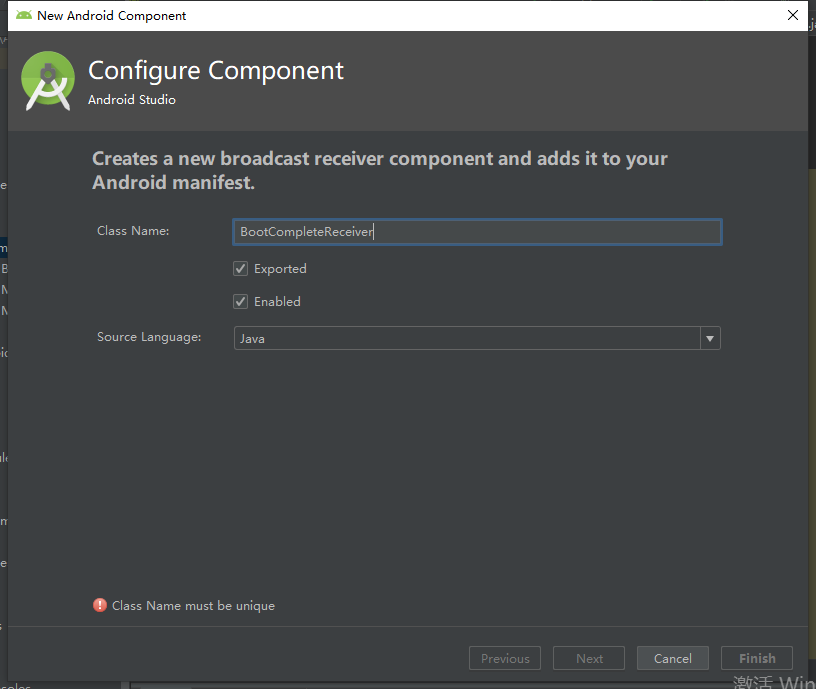 New Android Component
Configure Component
Android Studio
Creates a new broadcast receiver component and adds it to your
Android manifest.
Class Name:
BootCompleteReceiver
Exported
Enabled
Source Language:
Java
Class Name must be unique
Previous
Next
Cancel
Finish
激活 Win